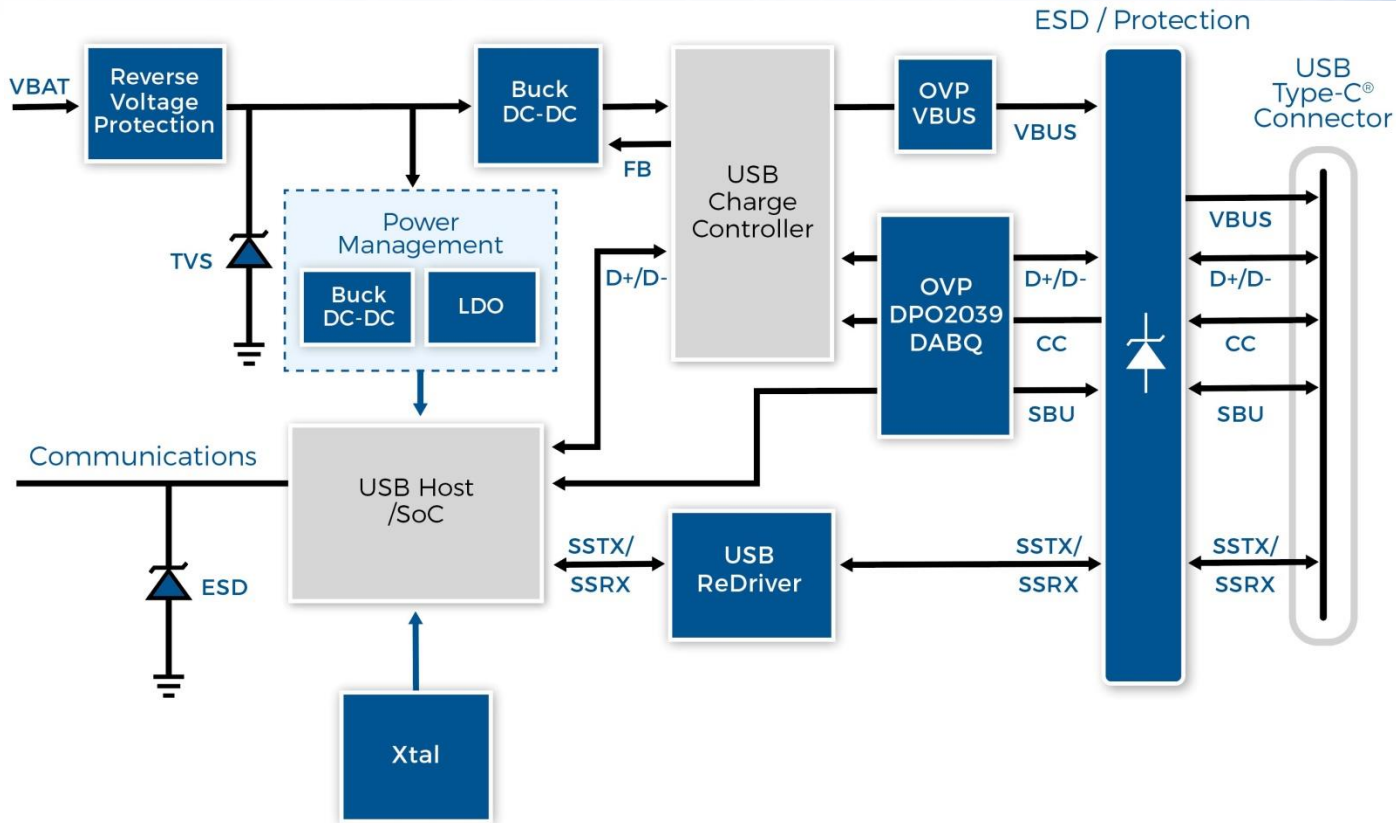 ESD / Protection
VBAT
Reverse
Voltage
Protection
Buck
DC-DC
FB
USB
Charge
Controller
OVP
VBUS
VBUS
USB
Type-C®
Connector
TVS
Power
Management
Buck
DC-DC
LDO
D+/D-
OVP
DPO2039
DABQ
D+/D-
CC
SBU
VBUS
D+/D-
CC
SBU
Communications
ESD
USB Host
/SoC
SSTX/
SSRX
USB
ReDriver
SSTX/
SSRX
SSTX/
SSRX
Xtal